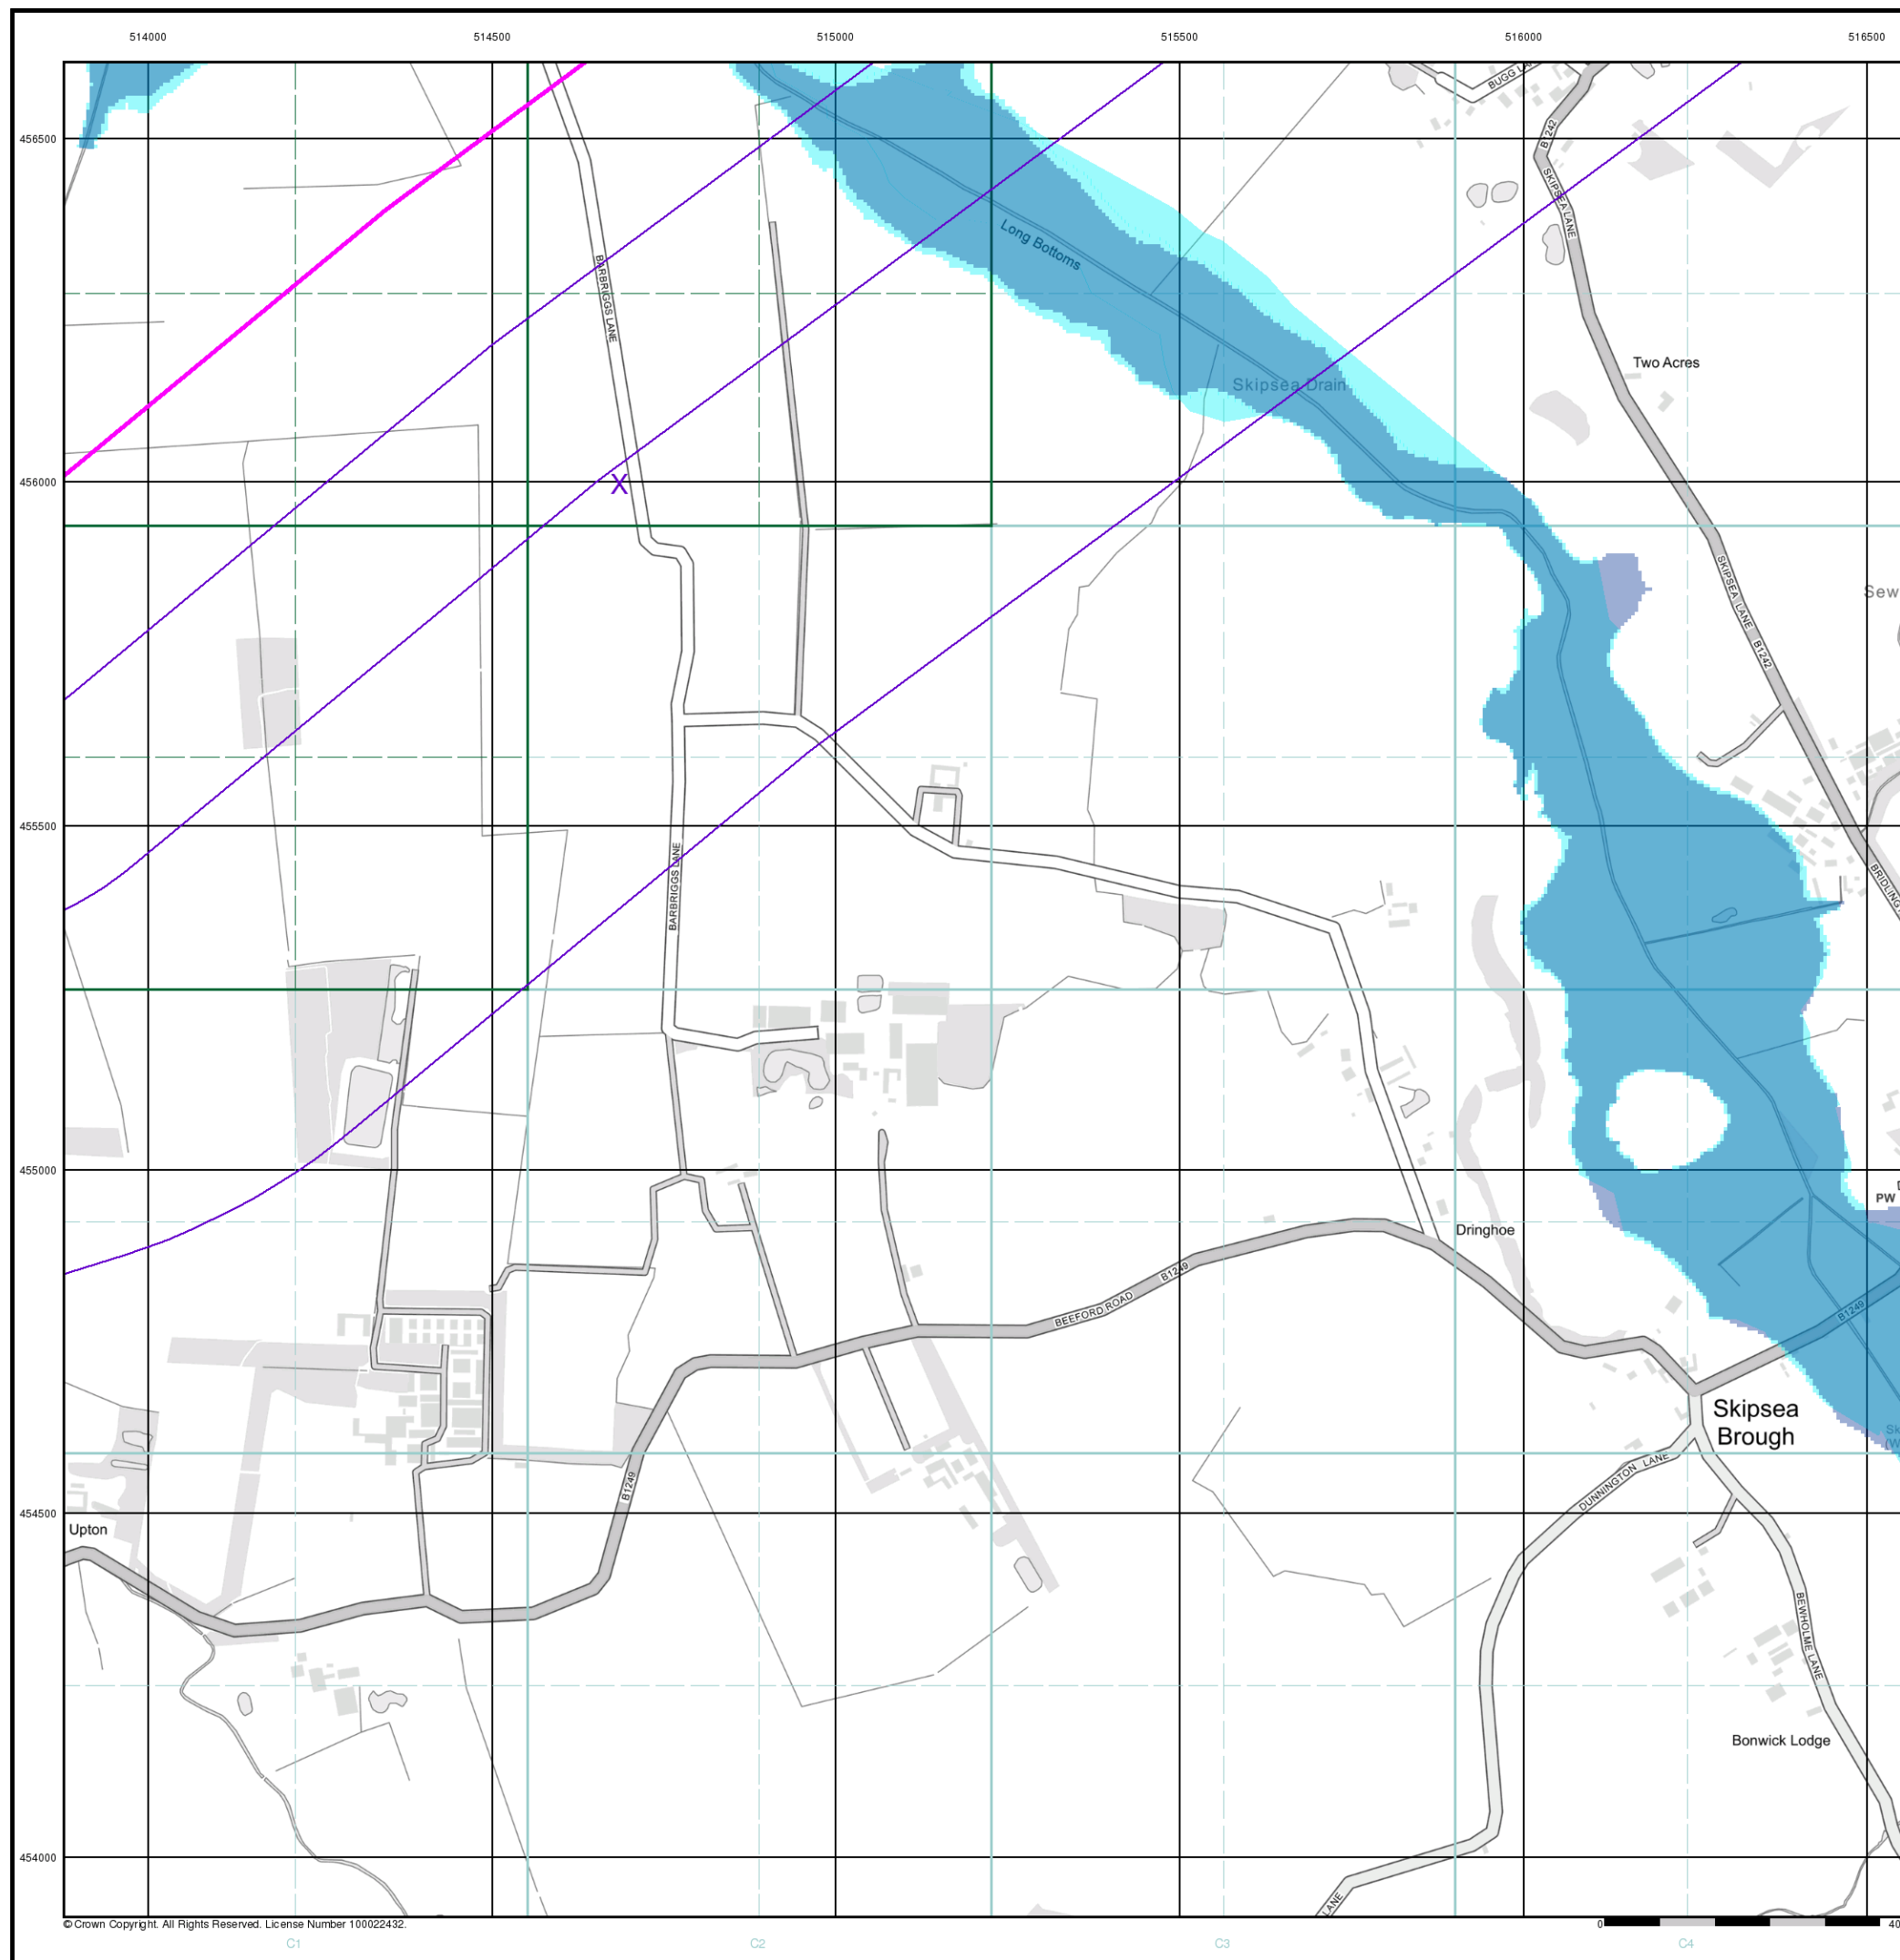 514000 514500 515000 515500 516000 516500
BUGG
B1242
456500
SKIPSEA LANE
Long Bottoms
BARBRIGGS LANE
Two Acres
Skipsea Drain
456000
X
SKIPSEA LANE B1242
Sew
455500
BARBRIGGS LANE
BRIDLING
455000
PW
Dringhoe
B1249
BEEFORD ROAD
B1249
Skipsea
Brough
DUNNINGTON LANE
B1249
454500
Upton
BEWHOLME LANE
Bonwick Lodge
454000
LANE
© Crown Copyright. All Rights Reserved. License Number 100022432.
0 40
C1 C2 C3 C4